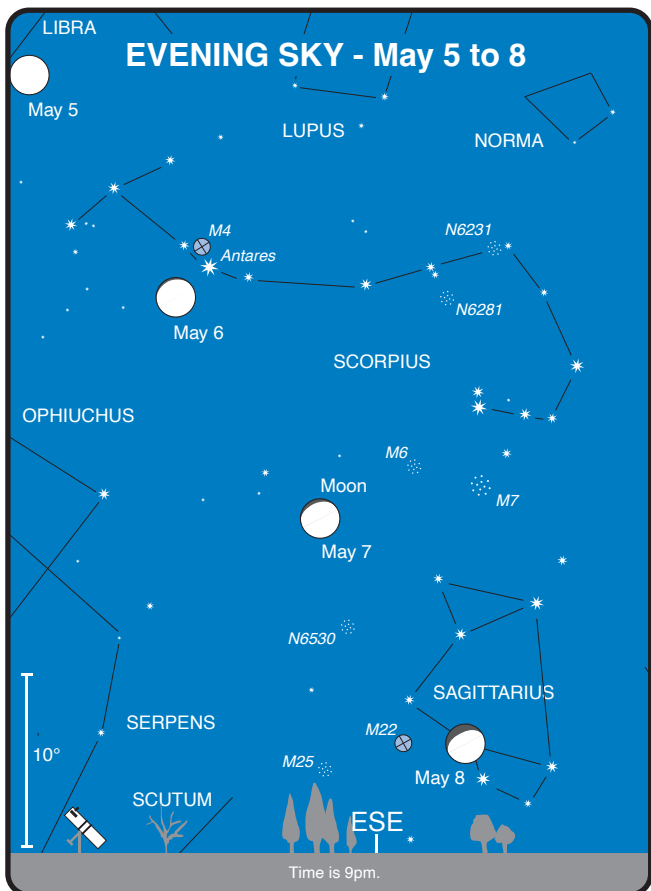 LIBRA
EVENING SKY - May 5 to 8
May 5
LUPUS
NORMA
M4
N6231
Antares
N6281
May 6
SCORPIUS
OPHIUCHUS
M6
Moon
M7
May 7
N6530
SAGITTARIUS
SERPENS
M22
10°
M25
May 8
SCUTUM
ESE
Time is 9pm.